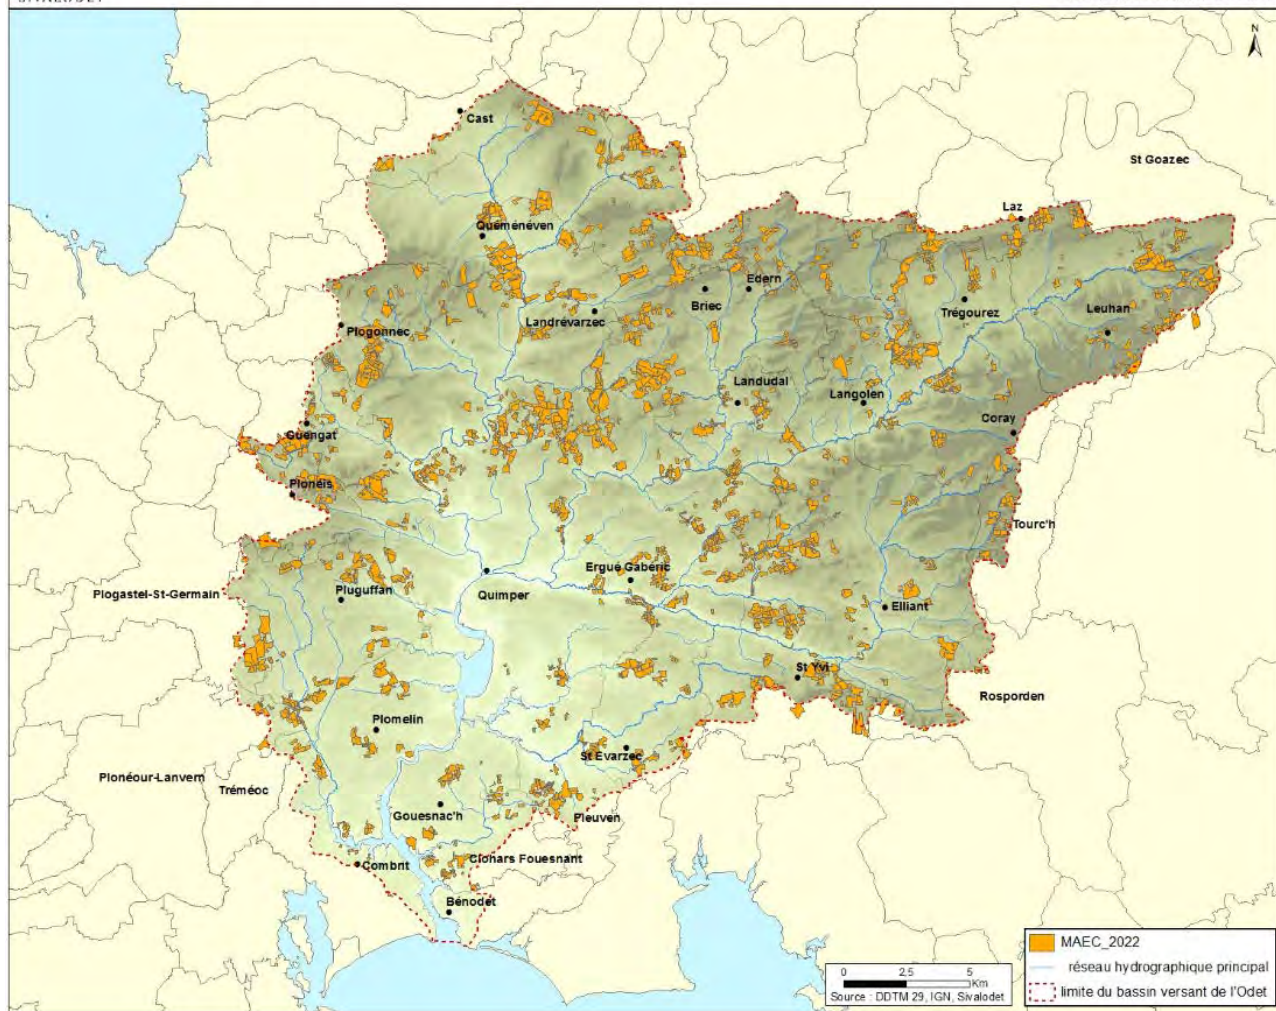 N
Cast
St Goazec
Laz
Quéménéven
Edern
Briec
Trégourez
Leuhan
Landrévarzec
Plogonnec
Landudal
Langolen
Coray
Guengat
Plonéis
Tourc'h
Ergué Gabéric
Plogastel-St-Germain
Quimper
Pluguffan
Elliant
St Yvi
Rosporden
Plomelin
St Evarzec
Plonéour-Lanvern
Tréméoc
Gouesnac'h
Pleuven
Clohars Fouesnant
Combrit
Bénodet
MAEC_2022
réseau hydrographique principal
limite du bassin versant de l'Odet
0 2,5 5
Km
Source : DDTM 29, IGN, Sivalodet